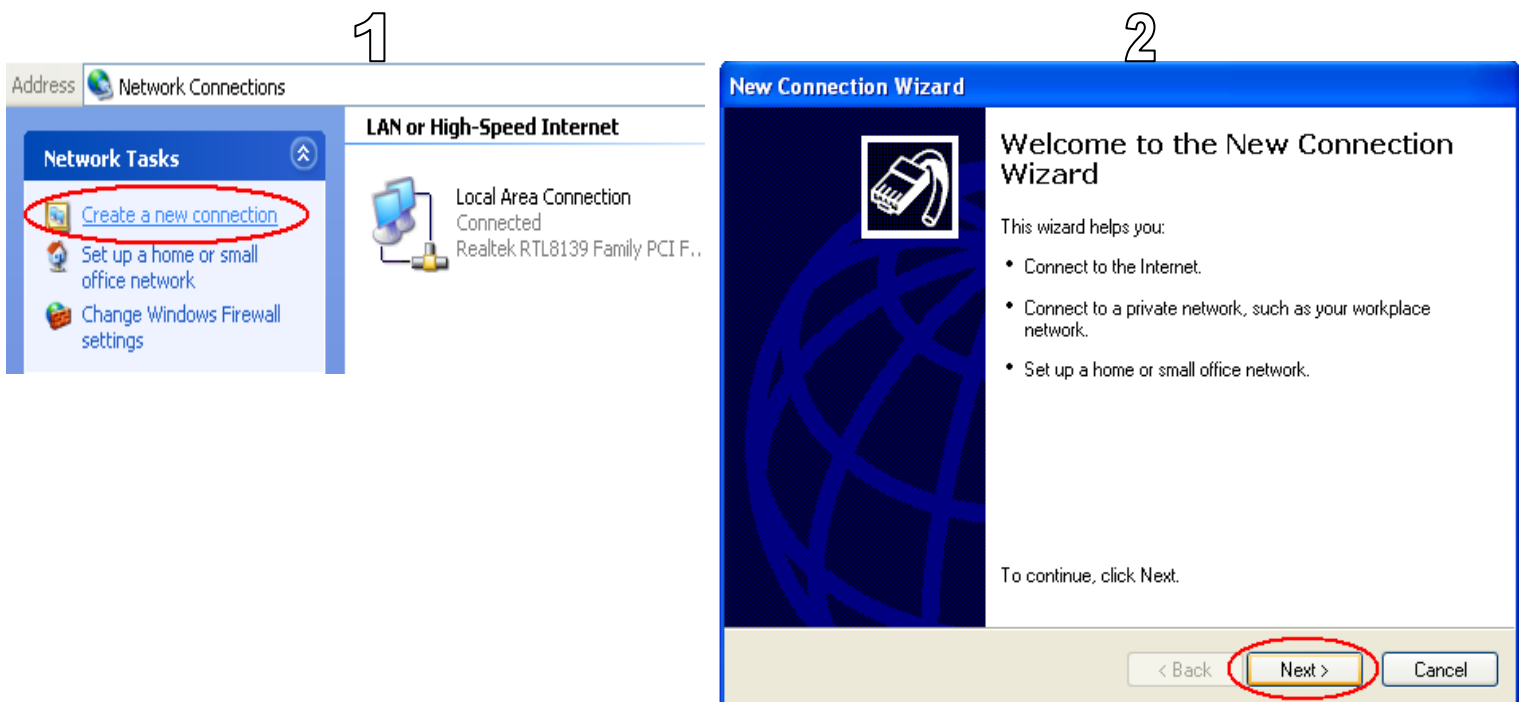 1
Address Network Connections
Network Tasks
Create a new connection
Set up a home or small
office network
Change Windows Firewall
settings
LAN or High-Speed Internet
Local Area Connection
Connected
Realtek RTL8139 Family PCI F...
2
New Connection Wizard
Welcome to the New Connection
Wizard
This wizard helps you:
• Connect to the Internet.
• Connect to a private network, such as your workplace
network.
• Set up a home or small office network.
To continue, click Next.
< Back Next > Cancel